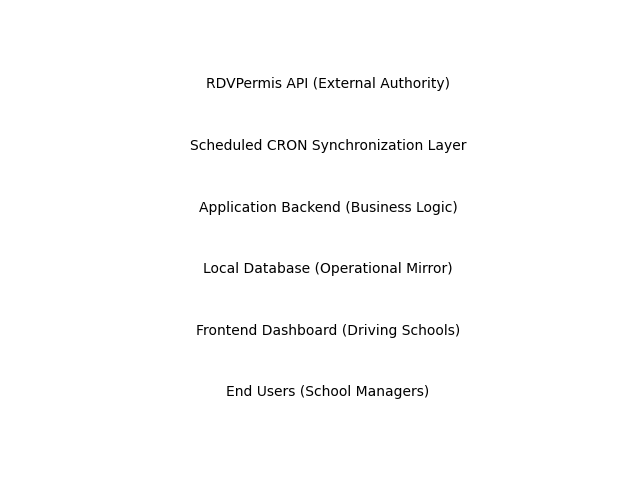 RDVPermis API (External Authority)
Scheduled CRON Synchronization Layer
Application Backend (Business Logic)
Local Database (Operational Mirror)
Frontend Dashboard (Driving Schools)
End Users (School Managers)